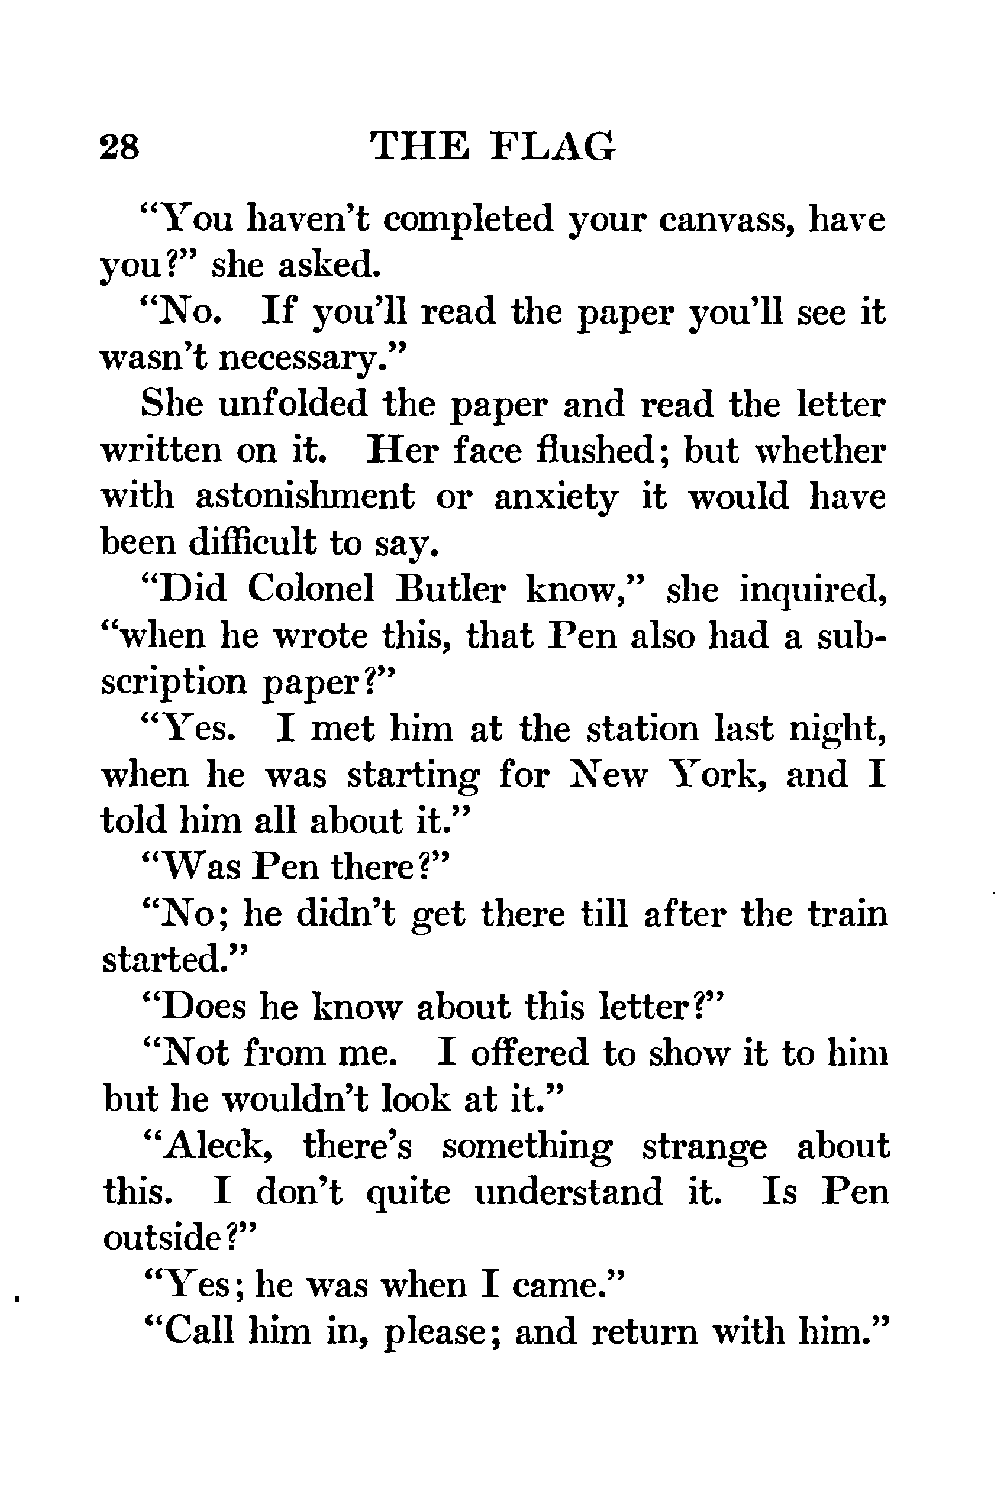 28 THE FLAG
“You haven’t completed your canvass, have
you?” she asked.
“No. If you’ll read the paper you’ll see it
wasn’t necessary.”
She unfolded the paper and read the letter
written on it. Her face flushed; but whether
with astonishment or anxiety it would have
been difficult to say.
“Did Colonel Butler know,” she inquired,
“when he wrote this, that Pen also had a sub-
scription paper?”
“Yes. I met him at the station last night,
when he was starting for New York, and I
told him all about it.”
“Was Pen there?”
“No; he didn’t get there till after the train
started.”
“Does he know about this letter?”
“Not from me. I offered to show it to him
but he wouldn’t look at it.”
“Aleck, there’s something strange about
this. I don’t quite understand it. Is Pen
outside?”
“Yes; he was when I came.”
“Call him in, please; and return with him.”